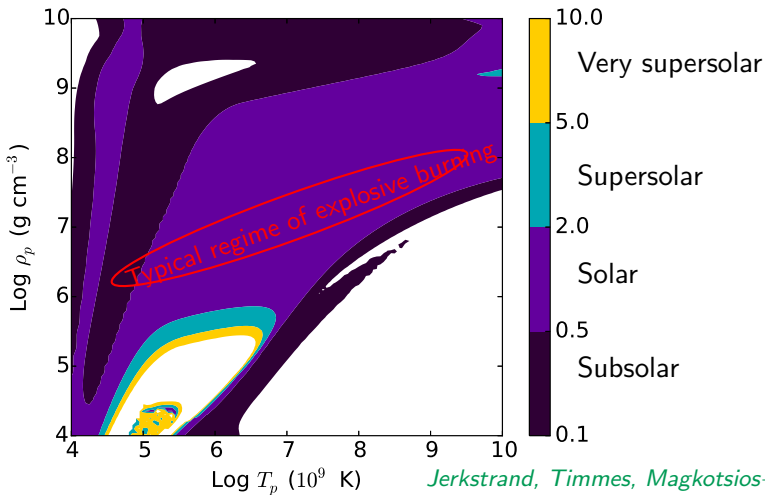 10
9
8
7
6
5
4
Log ρp (g cm−3)
4 5 6 7 8 9 10
Log Tp (10^9 K)
Typical regime of explosive burning
10.0
Very supersolar
5.0
Supersolar
2.0
Solar
0.5
Subsolar
0.1
Jerkstrand, Timmes, Magkotsios